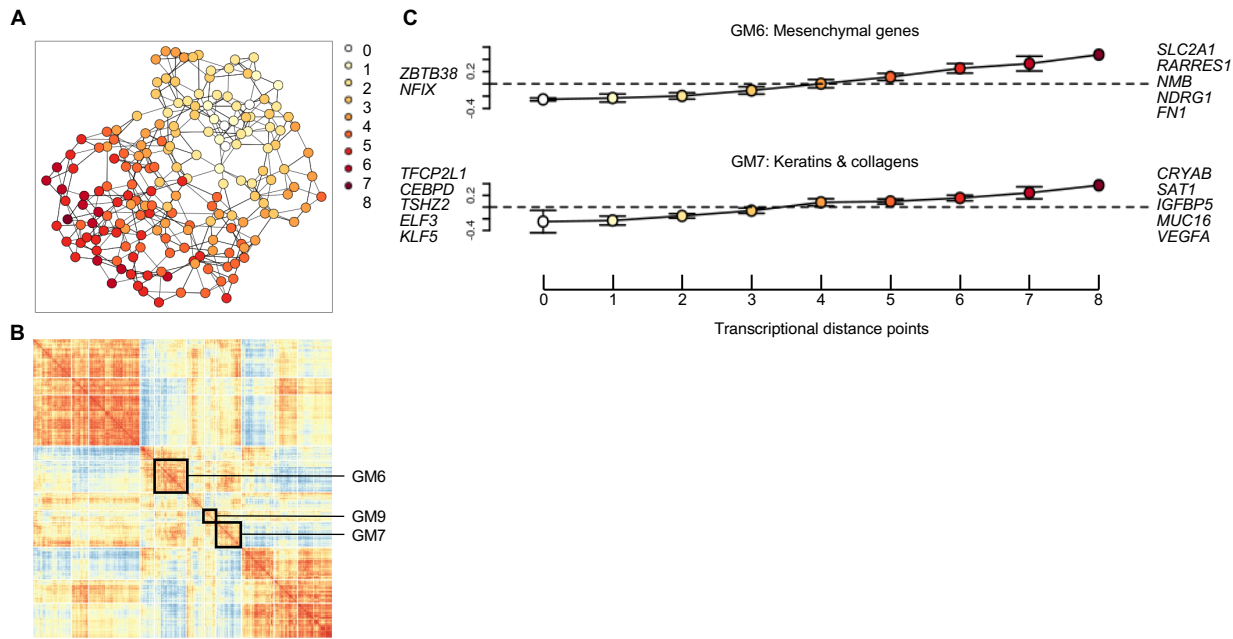 A
0
1
2
3
4
5
6
7
8
B
GM6
GM9
GM7
C
GM6: Mesenchymal genes
ZBTB38
NFIX
0.2
-0.4
SLC2A1
RARRES1
NMB
NDRG1
FN1
GM7: Keratins & collagens
TFCP2L1
CEBPD
TSHZ2
ELF3
KLF5
0.2
-0.4
CRYAB
SAT1
IGFBP5
MUC16
VEGFA
0 1 2 3 4 5 6 7 8
Transcriptional distance points